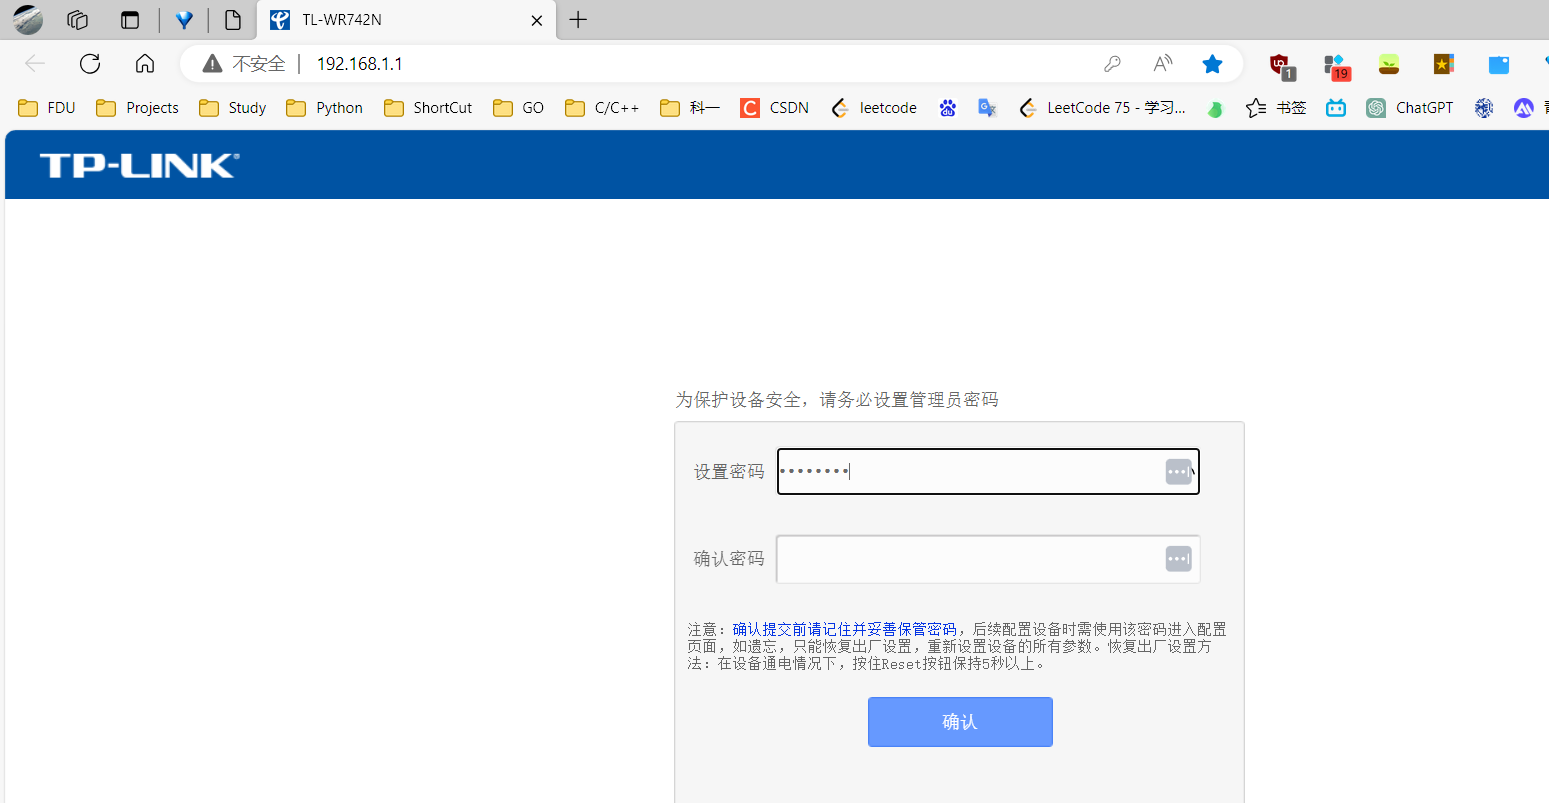 TL-WR742N
不安全 192.168.1.1
1 19
FDU Projects Study Python ShortCut GO C/C++ 科一 CSDN leetcode LeetCode 75 - 学习... 书签 ChatGPT
TP-LINK®
为保护设备安全，请务必设置管理员密码
设置密码 ••••••••
确认密码
注意：确认提交前请记住并妥善保管密码，后续配置设备时需使用该密码进入配置
页面，如遗忘，只能恢复出厂设置，重新设置设备的所有参数。恢复出厂设置方
法：在设备通电情况下，按住Reset按钮保持5秒以上。
确认